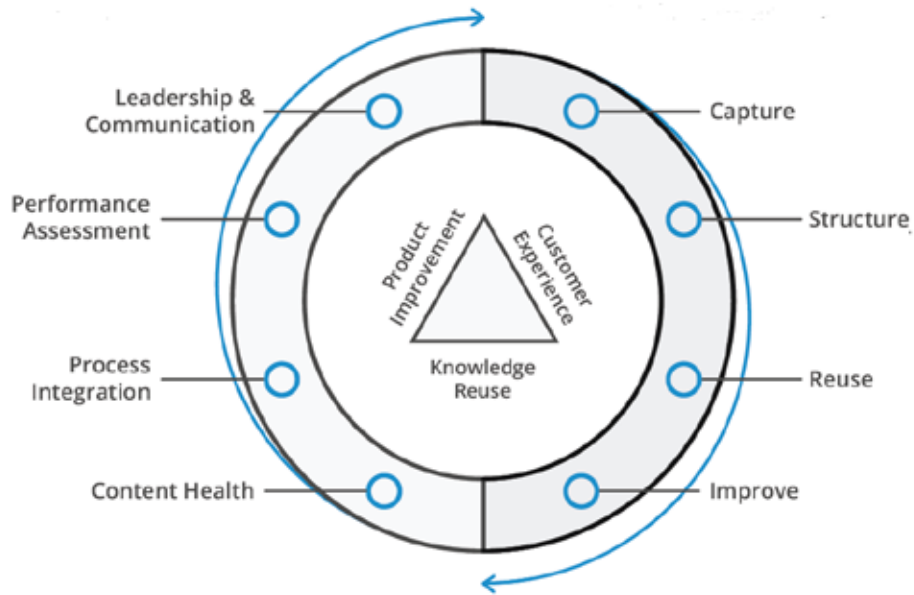 Leadership &
Communication
Capture
Performance
Assessment
Structure
Product
Improvement
Customer
Experience
Process
Integration
Knowledge
Reuse
Reuse
Content Health
Improve